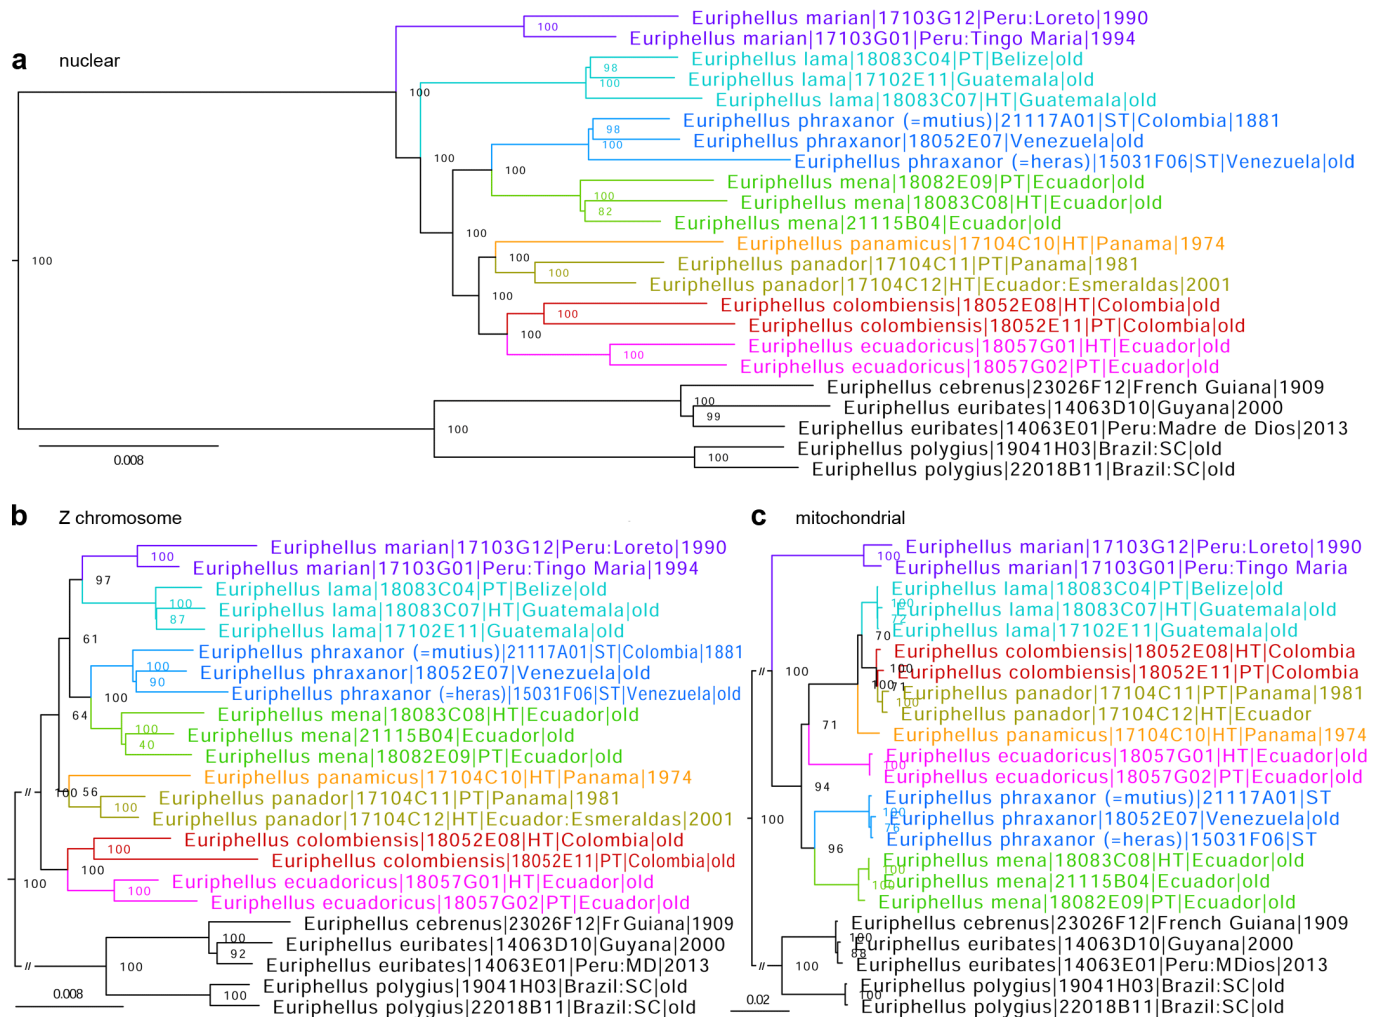 a nuclear
Euriphellus marian|17103G12|Peru:Loreto|1990
100
Euriphellus marian|17103G01|Peru:Tingo Maria|1994
Euriphellus lama|18083C04|PT|Belize|old
98
Euriphellus lama|17102E11|Guatemala|old
100
100
Euriphellus lama|18083C07|HT|Guatemala|old
Euriphellus phraxanor (=mutius)|21117A01|ST|Colombia|1881
98
Euriphellus phraxanor|18052E07|Venezuela|old
100
100
Euriphellus phraxanor (=heras)|15031F06|ST|Venezuela|old
100
Euriphellus mena|18082E09|PT|Ecuador|old
100
Euriphellus mena|18083C08|HT|Ecuador|old
82
Euriphellus mena|21115B04|Ecuador|old
100
Euriphellus panamicus|17104C10|HT|Panama|1974
100
100
Euriphellus panador|17104C11|PT|Panama|1981
100
Euriphellus panador|17104C12|HT|Ecuador:Esmeraldas|2001
100
Euriphellus colombiensis|18052E08|HT|Colombia|old
100
Euriphellus colombiensis|18052E11|PT|Colombia|old
100
Euriphellus ecuadoricus|18057G01|HT|Ecuador|old
100
Euriphellus ecuadoricus|18057G02|PT|Ecuador|old
Euriphellus cebrenus|23026F12|French Guiana|1909
100
Euriphellus euribates|14063D10|Guyana|2000
99
Euriphellus euribates|14063E01|Peru:Madre de Dios|2013
100
Euriphellus polygius|19041H03|Brazil:SC|old
100
Euriphellus polygius|22018B11|Brazil:SC|old
0.008
b Z chromosome
Euriphellus marian|17103G12|Peru:Loreto|1990
100
Euriphellus marian|17103G01|Peru:Tingo Maria|1994
97
Euriphellus lama|18083C04|PT|Belize|old
100
Euriphellus lama|18083C07|HT|Guatemala|old
87
Euriphellus lama|17102E11|Guatemala|old
61
Euriphellus phraxanor (=mutius)|21117A01|ST|Colombia|1881
100
Euriphellus phraxanor|18052E07|Venezuela|old
90
Euriphellus phraxanor (=heras)|15031F06|ST|Venezuela|old
100
64
Euriphellus mena|18083C08|HT|Ecuador|old
100
Euriphellus mena|21115B04|Ecuador|old
40
Euriphellus mena|18082E09|PT|Ecuador|old
Euriphellus panamicus|17104C10|HT|Panama|1974
// 100 56
Euriphellus panador|17104C11|PT|Panama|1981
100
Euriphellus panador|17104C12|HT|Ecuador:Esmeraldas|2001
Euriphellus colombiensis|18052E08|HT|Colombia|old
100
Euriphellus colombiensis|18052E11|PT|Colombia|old
100
100
Euriphellus ecuadoricus|18057G01|HT|Ecuador|old
100
Euriphellus ecuadoricus|18057G02|PT|Ecuador|old
Euriphellus cebrenus|23026F12|Fr Guiana|1909
100
Euriphellus euribates|14063D10|Guyana|2000
92
Euriphellus euribates|14063E01|Peru:MD|2013
// 100
Euriphellus polygius|19041H03|Brazil:SC|old
100
Euriphellus polygius|22018B11|Brazil:SC|old
0.008
c mitochondrial
Euriphellus marian|17103G12|Peru:Loreto|1990
100
Euriphellus marian|17103G01|Peru:Tingo Maria
Euriphellus lama|18083C04|PT|Belize|old
100
Euriphellus lama|18083C07|HT|Guatemala|old
72
Euriphellus lama|17102E11|Guatemala|old
70
Euriphellus colombiensis|18052E08|HT|Colombia
100
Euriphellus colombiensis|18052E11|PT|Colombia
// 100
100 71
Euriphellus panador|17104C11|PT|Panama|1981
100
Euriphellus panador|17104C12|HT|Ecuador
71
Euriphellus panamicus|17104C10|HT|Panama|1974
Euriphellus ecuadoricus|18057G01|HT|Ecuador|old
100
Euriphellus ecuadoricus|18057G02|PT|Ecuador|old
94
Euriphellus phraxanor (=mutius)|21117A01|ST
100
Euriphellus phraxanor|18052E07|Venezuela|old
100
76
Euriphellus phraxanor (=heras)|15031F06|ST
96
Euriphellus mena|18083C08|HT|Ecuador|old
100
Euriphellus mena|21115B04|Ecuador|old
100
Euriphellus mena|18082E09|PT|Ecuador|old
Euriphellus cebrenus|23026F12|French Guiana|1909
100
Euriphellus euribates|14063D10|Guyana|2000
88
Euriphellus euribates|14063E01|Peru:MDios|2013
// 100
Euriphellus polygius|19041H03|Brazil:SC|old
100
Euriphellus polygius|22018B11|Brazil:SC|old
0.02